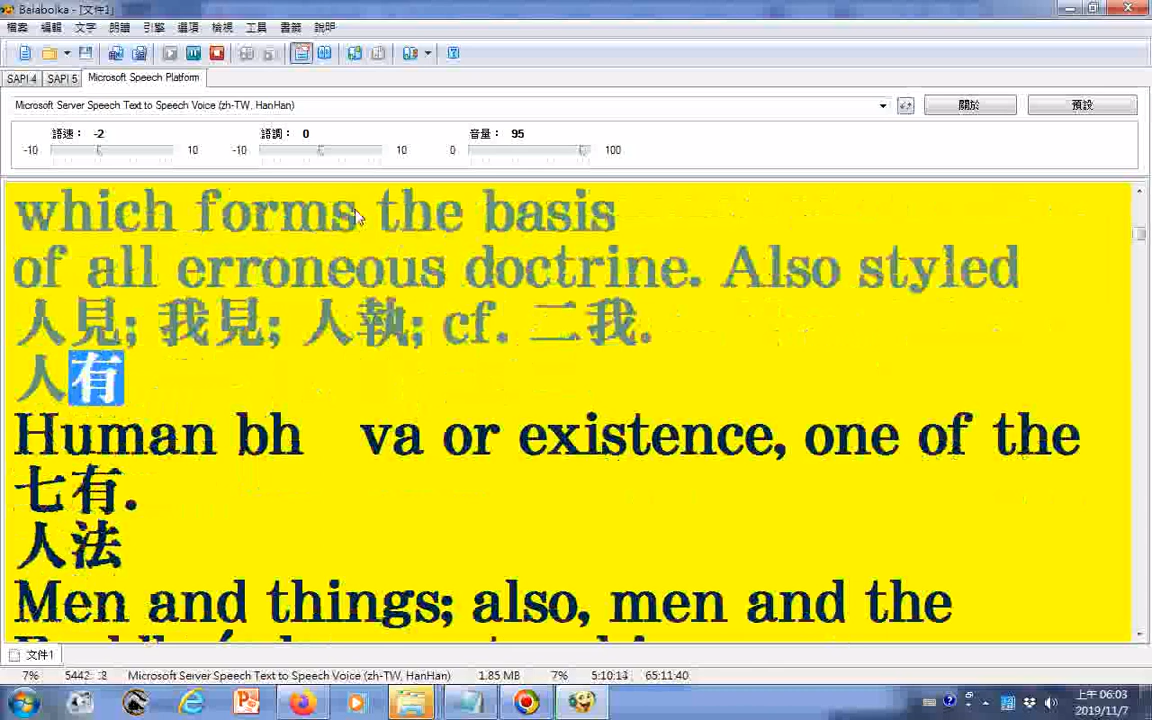 Balabolka - [文件1]
檔案 編輯 文字 朗讀 引擎 選項 檢視 工具 書籤 說明
SAPI 4 SAPI 5 Microsoft Speech Platform
Microsoft Server Speech Text to Speech Voice (zh-TW, HanHan) 關於 預設
語速： -2 語調： 0 音量： 95
-10 10 -10 10 0 100
which forms the basis
of all erroneous doctrine. Also styled
人見; 我見; 人執; cf. 二我.
人有
Human bh va or existence, one of the
七有.
人法
Men and things; also, men and the
文件1
7% Microsoft Server Speech Text to Speech Voice (zh-TW, HanHan) 1.85 MB 7% 5:10:13 65:11:40
上午 06:03
2019/11/7